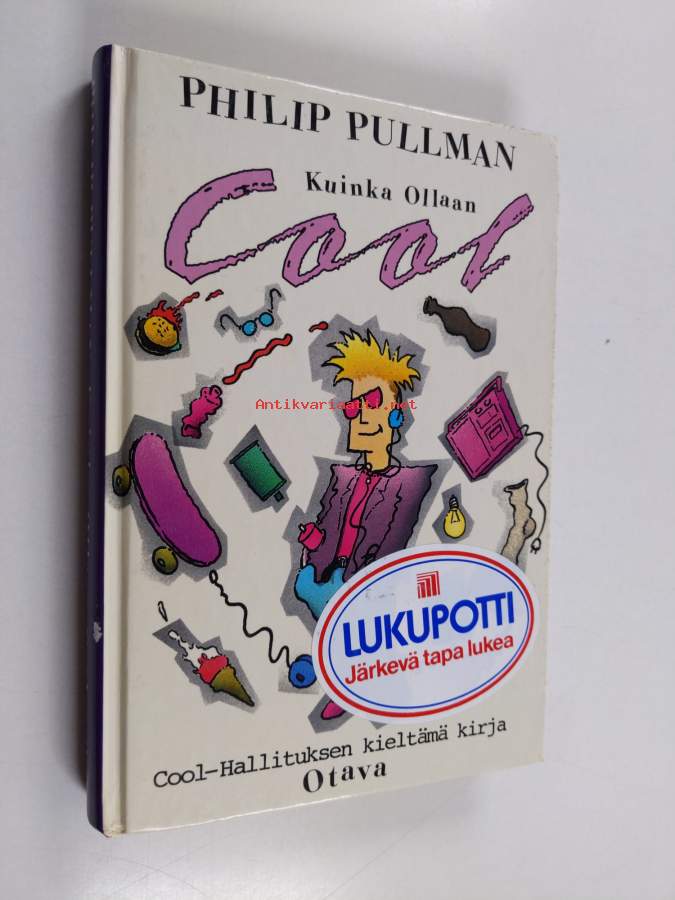 PHILIP PULLMAN
Kuinka Ollaan
Cool
Antikvariaatti.net
LUKUPOTTI
Järkevä tapa lukea
Cool-Hallituksen kieltämä kirja
Otava